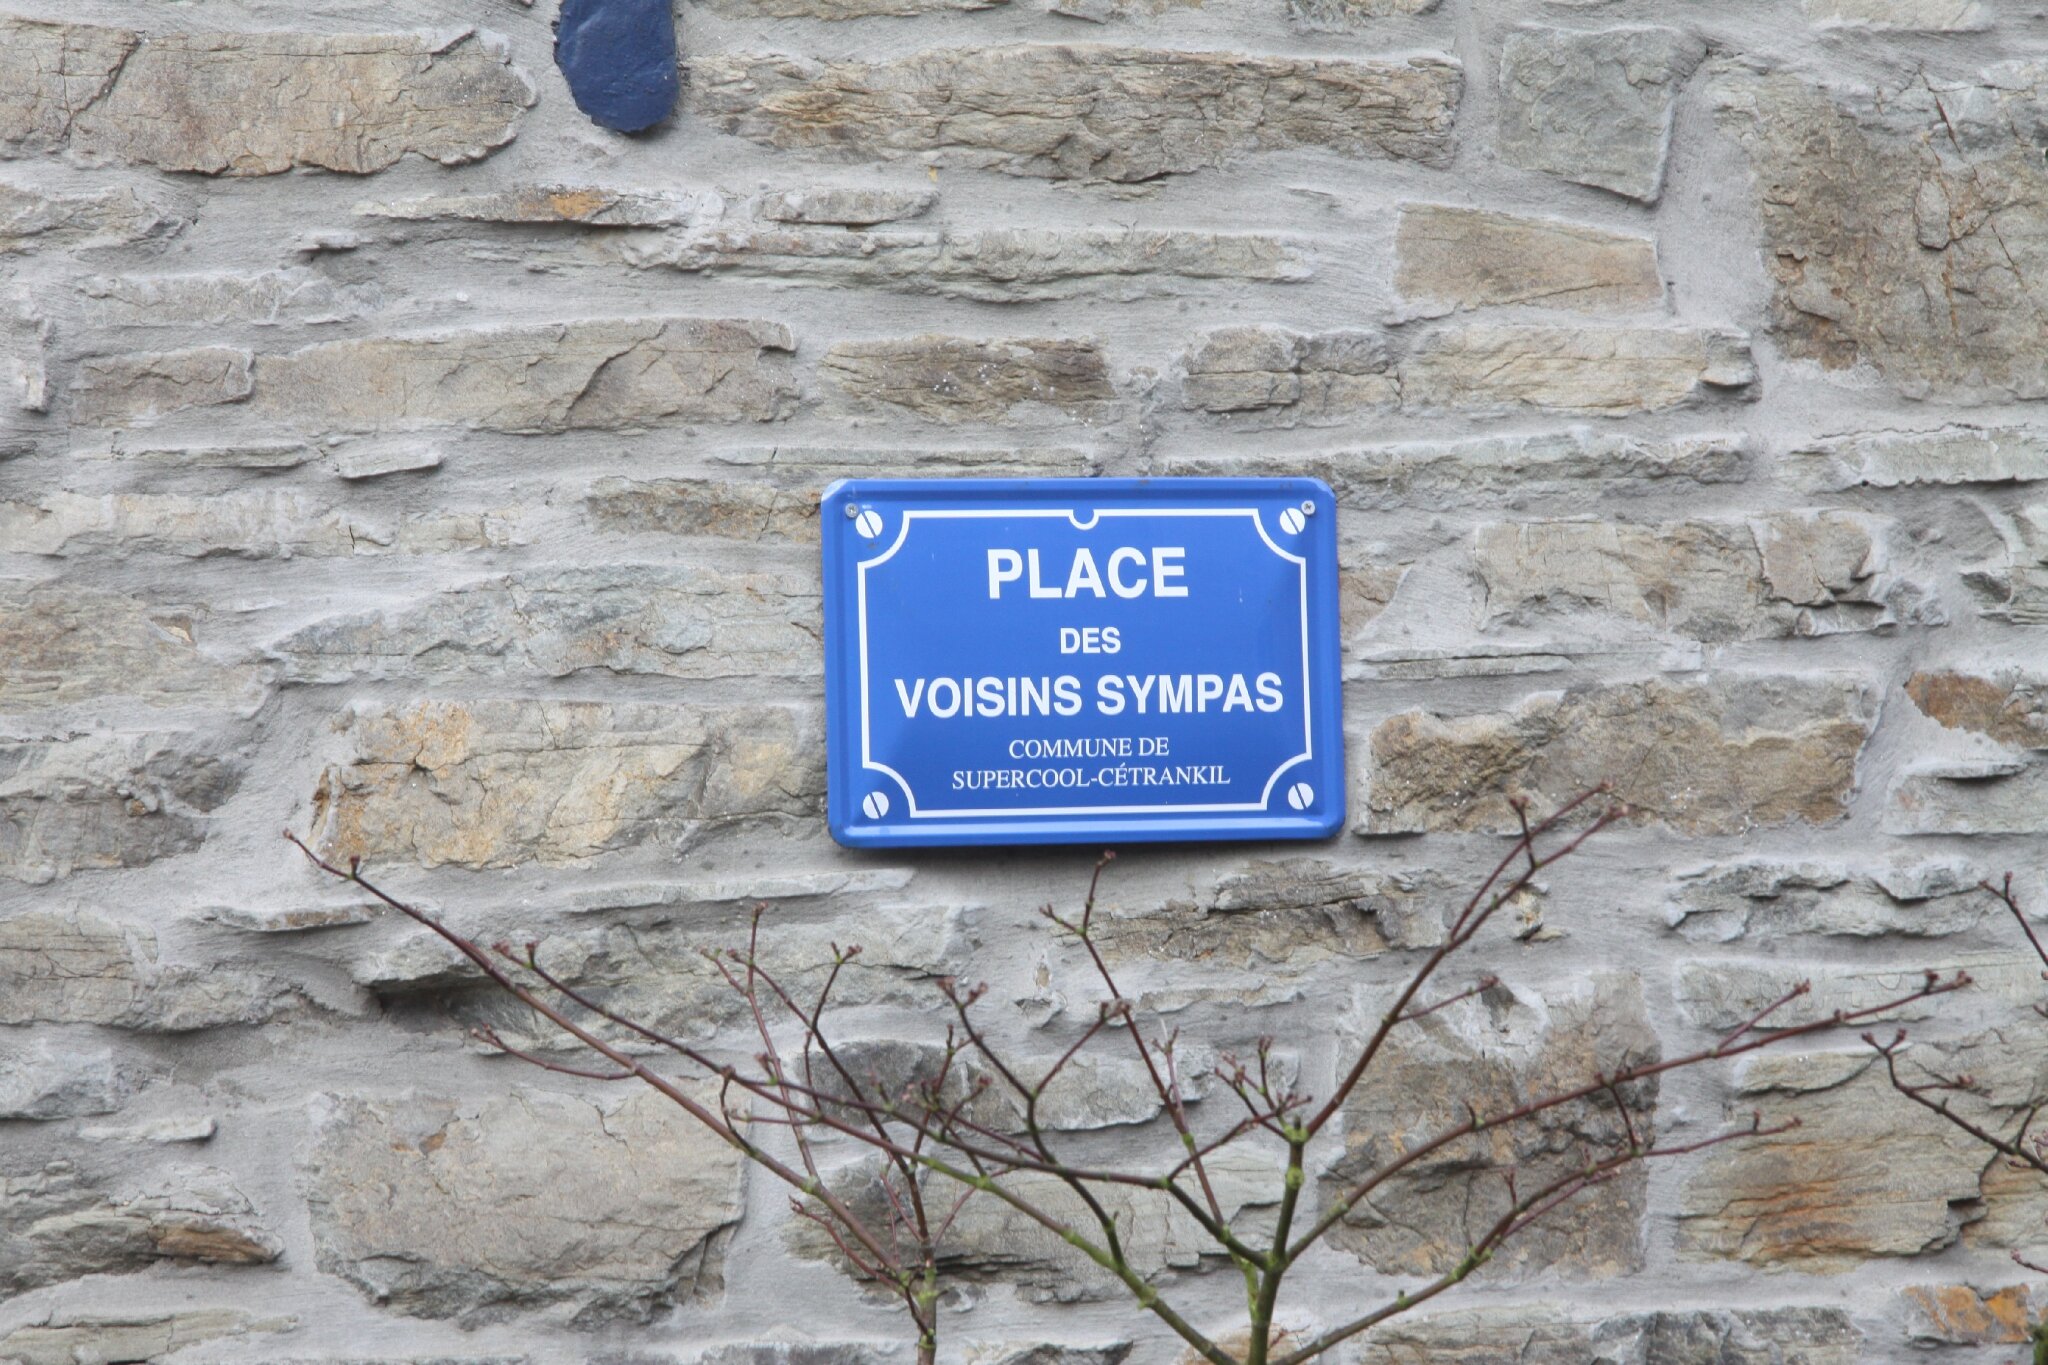 PLACE
DES
VOISINS SYMPAS
COMMUNE DE
SUPERCOOL-CÉTRANKIL